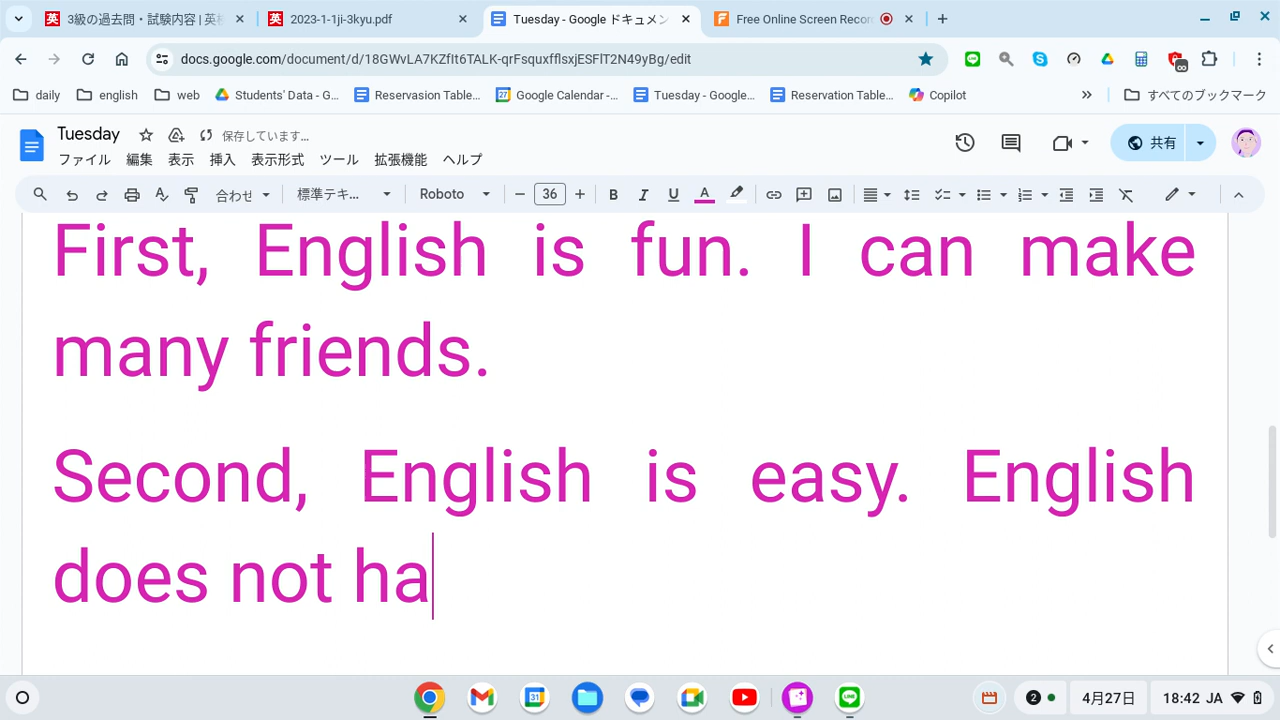 3級の過去問・試験内容 | 英検
2023-1-1ji-3kyu.pdf
Tuesday - Google ドキュメン
Free Online Screen Recor
docs.google.com/document/d/18GWvLA7KZfIt6TALK-qrFsquxfflsxjESFlT2N49yBg/edit
daily
english
web
Students' Data - G...
Reservasion Table...
Google Calendar -...
Tuesday - Google...
Reservation Table...
Copilot
すべてのブックマーク
Tuesday
保存しています...
ファイル 編集 表示 挿入 表示形式 ツール 拡張機能 ヘルプ
共有
合わせ
標準テキ...
Roboto
36
First, English is fun. I can make
many friends.
Second, English is easy. English
does not ha
2
4月27日
18:42 JA